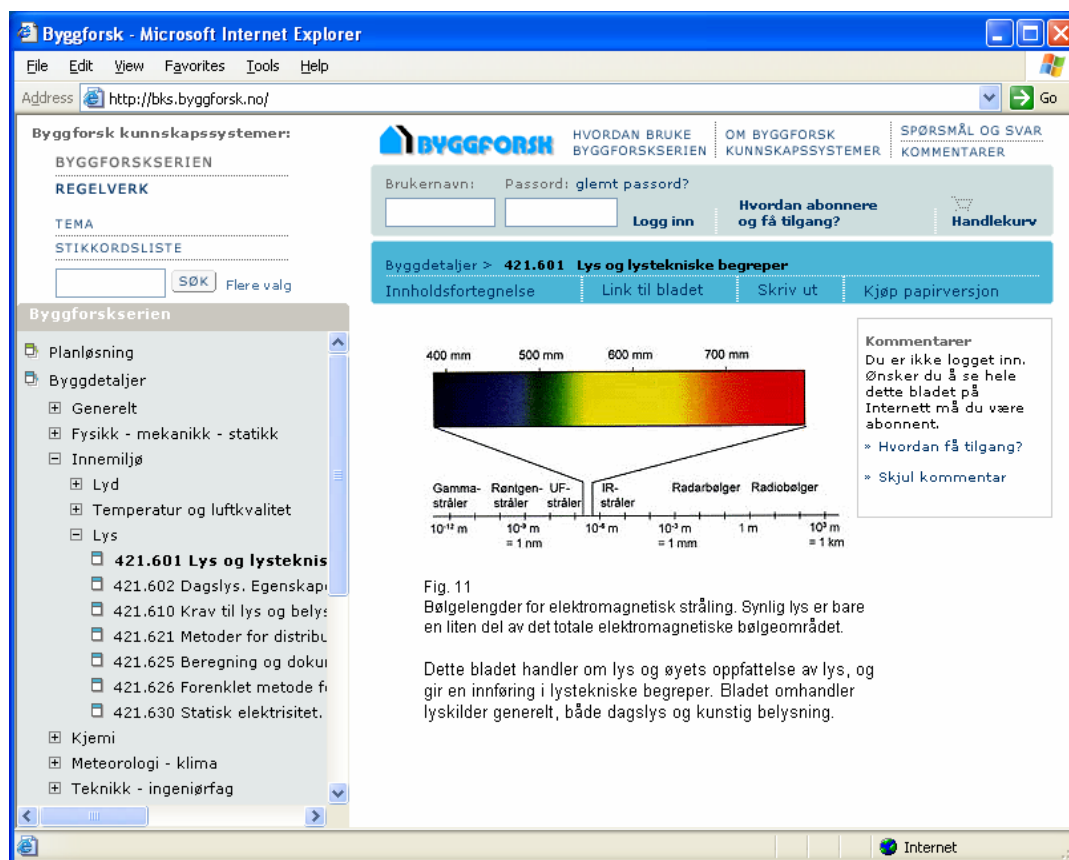 Byggforsk - Microsoft Internet Explorer
File Edit View Favorites Tools Help
Address http://bks.byggforsk.no/ Go
Byggforsk kunnskapssystemer:
BYGGFORSKSERIEN
REGELVERK
TEMA
STIKKORDSLISTE
SØK Flere valg
Byggforskserien
Planløsning
Byggdetaljer
Generelt
Fysikk - mekanikk - statikk
Innemiljø
Lyd
Temperatur og luftkvalitet
Lys
421.601 Lys og lysteknis
421.602 Dagslys. Egenskap
421.610 Krav til lys og belys
421.621 Metoder for distribu
421.625 Beregning og doku
421.626 Forenklet metode f
421.630 Statisk elektrisitet.
Kjemi
Meteorologi - klima
Teknikk - ingeniørfag
BYGGFORSK
HVORDAN BRUKE
BYGGFORSKSERIEN
OM BYGGFORSK
KUNNSKAPSSYSTEMER
SPØRSMÅL OG SVAR
KOMMENTARER
Brukernavn: Passord: glemt passord?
Logg inn
Hvordan abonnere
og få tilgang?
Handlekurv
Byggdetaljer > 421.601 Lys og lystekniske begreper
Innholdsfortegnelse Link til bladet Skriv ut Kjøp papirversjon
400 mm 500 mm 600 mm 700 mm
Gamma- Røntgen- UF- IR- Radarbølger Radiobølger
stråler stråler stråler stråler
10⁻¹² m 10⁻⁹ m 10⁻⁶ m 10⁻³ m 1 m 10³ m
= 1 nm = 1 mm = 1 km
Fig. 11
Bølgelengder for elektromagnetisk stråling. Synlig lys er bare
en liten del av det totale elektromagnetiske bølgeområdet.
Dette bladet handler om lys og øyets oppfattelse av lys, og
gir en innføring i lystekniske begreper. Bladet omhandler
lyskilder generelt, både dagslys og kunstig belysning.
Kommentarer
Du er ikke logget inn.
Ønsker du å se hele
dette bladet på
Internett må du være
abonnent.
» Hvordan få tilgang?
» Skjul kommentar
Internet